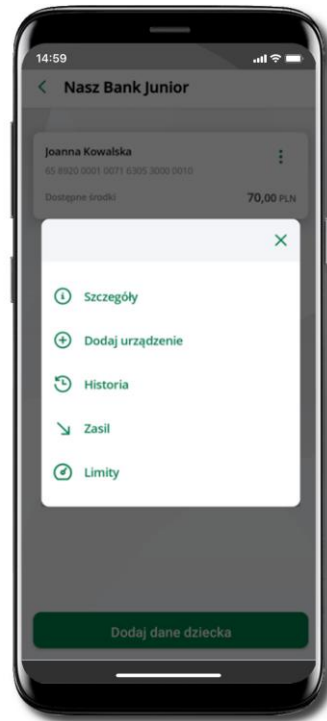 14:59
Nasz Bank Junior
Joanna Kowalska
65 8920 0001 0071 6305 3000 0010
Dostępne środki 70,00 PLN
Szczegóły
Dodaj urządzenie
Historia
Zasil
Limity
Dodaj dane dziecka